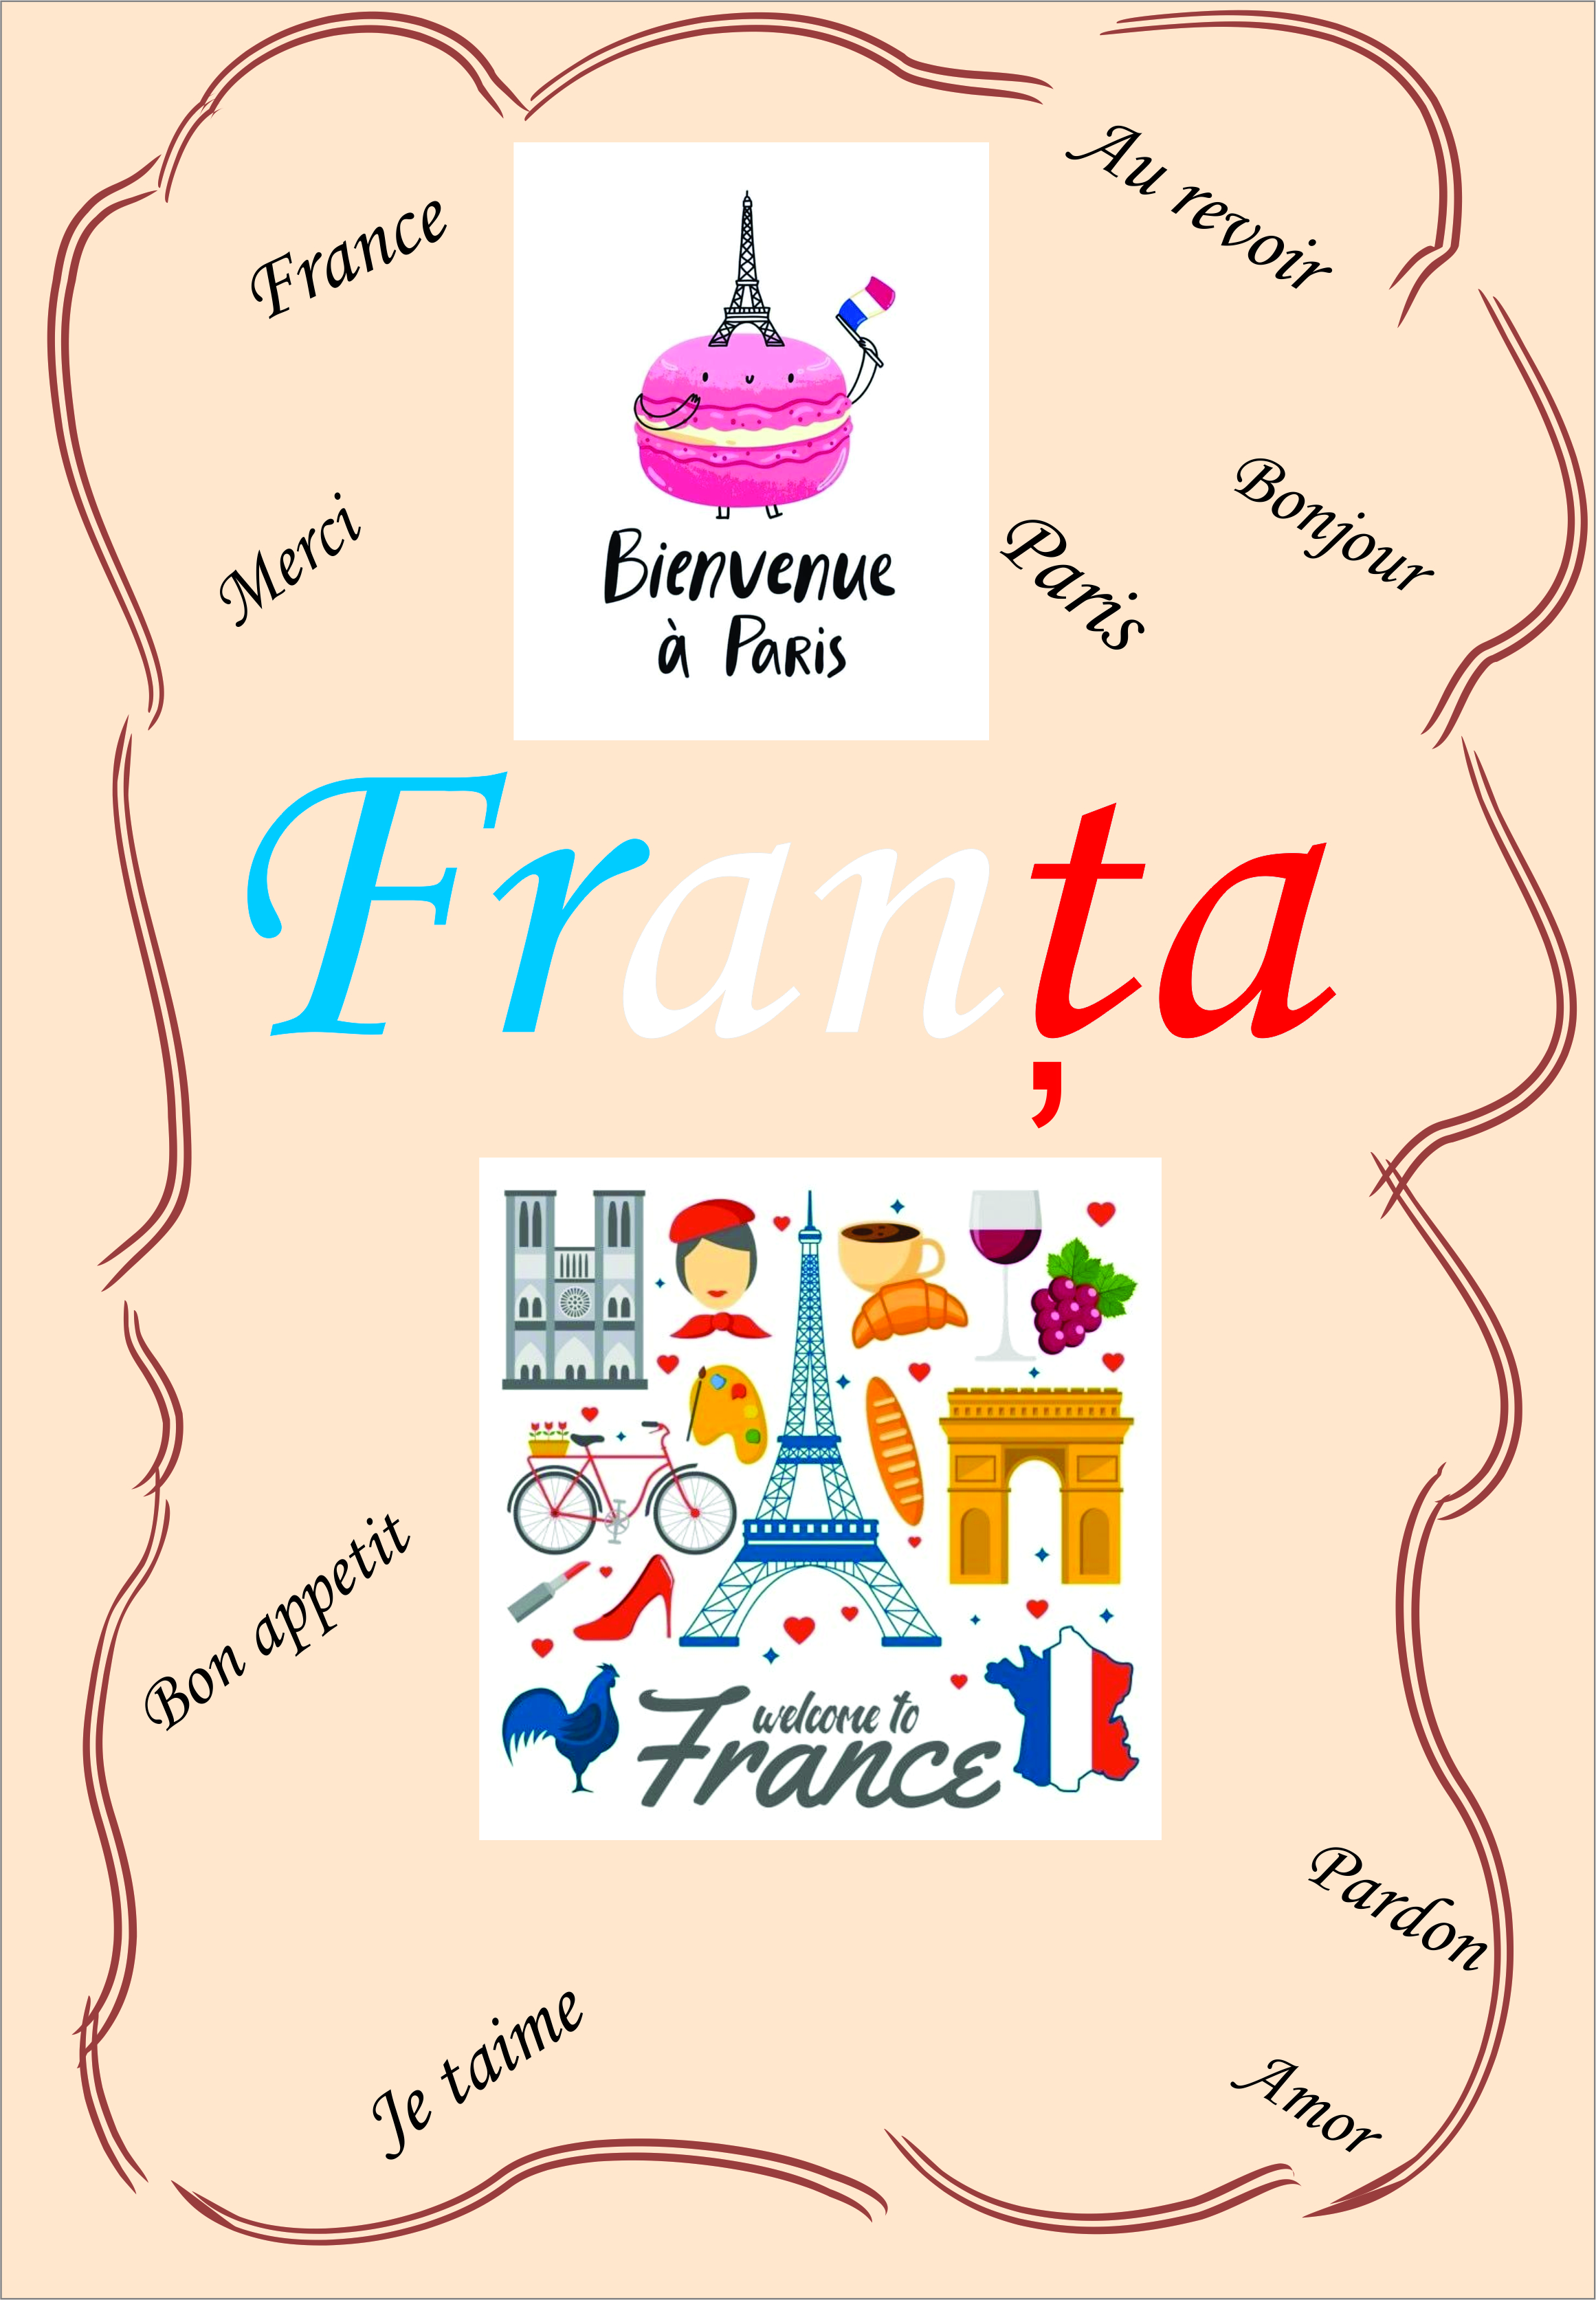 Au revoir
France
Bienvenue
à Paris
Merci
Bonjour
Paris
Franța
welcome to
France
Bon appetit
Pardon
Je taime
Amor